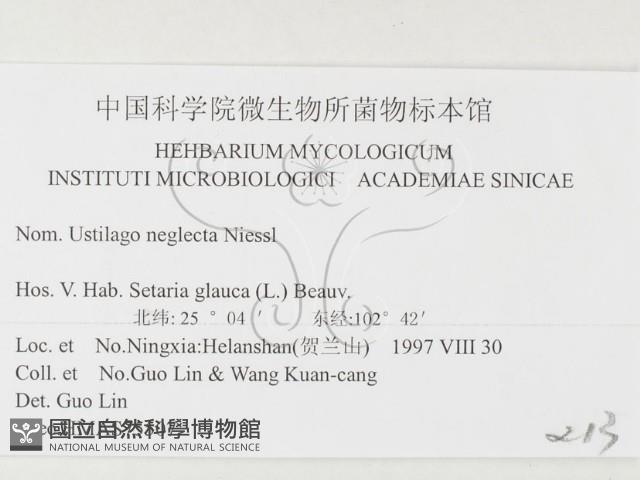 中国科学院微生物所菌物标本馆
HEHBARIUM MYCOLOGICUM
INSTITUTI MICROBIOLOGICI ACADEMIAE SINICAE
Nom. Ustilago neglecta Niessl
Hos. V. Hab. Setaria glauca (L.) Beauv.
北纬: 25 ° 04 ′ 东经:102° 42′
Loc. et No.Ningxia:Helanshan(贺兰山) 1997 VIII 30
Coll. et No.Guo Lin & Wang Kuan-cang
Det. Guo Lin
國立自然科學博物館
NATIONAL MUSEUM OF NATURAL SCIENCE
213